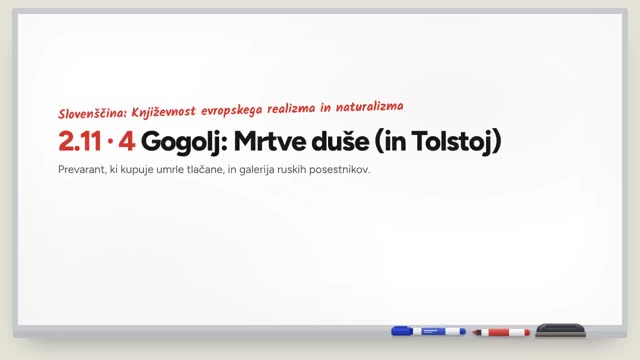 Slovenščina: Književnost evropskega realizma in naturalizma
2.11 · 4 Gogolj: Mrtve duše (in Tolstoj)
Prevarant, ki kupuje umrle tlačane, in galerija ruskih posestnikov.